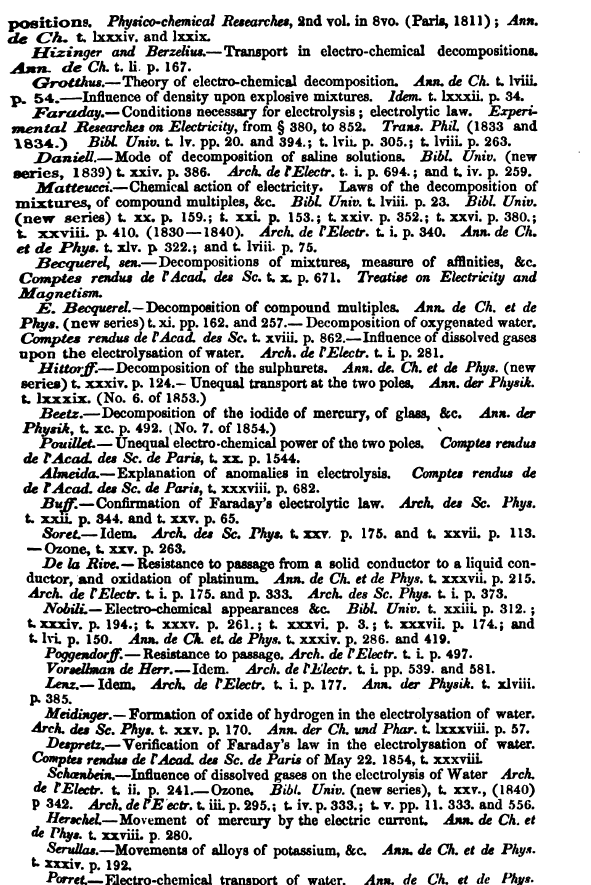 positions. Physico-chemical Researches, 2nd vol. in 8vo. (Paris, 1811); Ann.
de Ch. t. lxxxiv. and lxxix.
Hizinger and Berzelius.—Transport in electro-chemical decompositions.
Ann. de Ch. t. li. p. 167.
Grotthus.—Theory of electro-chemical decomposition. Ann. de Ch. t. lviii.
p. 54.—Influence of density upon explosive mixtures. Idem. t. lxxxii. p. 34.
Faraday.—Conditions necessary for electrolysis; electrolytic law. Experi-
mental Researches on Electricity, from § 380, to 852. Trans. Phil. (1833 and
1834.) Bibl. Univ. t. lv. pp. 20. and 394.; t. lvii. p. 305.; t. lviii. p. 263.
Daniell.—Mode of decomposition of saline solutions. Bibl. Univ. (new
series, 1839) t. xxiv. p. 386. Arch. de l'Electr. t. i. p. 694.; and t. iv. p. 259.
Matteucci.—Chemical action of electricity. Laws of the decomposition of
mixtures, of compound multiples, &c. Bibl. Univ. t. lviii. p. 23. Bibl. Univ.
(new series) t. xx. p. 159.; t. xxi. p. 153.; t. xxiv. p. 352.; t. xxvi. p. 380.;
t. xxviii. p. 410. (1830—1840). Arch. de l'Electr. t. i. p. 340. Ann. de Ch.
et de Phys. t. xlv. p. 322.; and t. lviii. p. 75.
Becquerel, sen.—Decompositions of mixtures, measure of affinities, &c.
Comptes rendus de l'Acad. des Sc. t. x. p. 671. Treatise on Electricity and
Magnetism.
E. Becquerel.—Decomposition of compound multiples. Ann. de Ch. et de
Phys. (new series) t. xi. pp. 162. and 257.—Decomposition of oxygenated water.
Comptes rendus de l'Acad. des Sc. t. xviii. p. 862.—Influence of dissolved gases
upon the electrolysation of water. Arch. de l'Electr. t. i. p. 281.
Hittorff.—Decomposition of the sulphurets. Ann. de. Ch. et de Phys. (new
series) t. xxxiv. p. 124.—Unequal transport at the two poles. Ann. der Physik.
t. lxxxix. (No. 6. of 1853.)
Beetz.—Decomposition of the iodide of mercury, of glass, &c. Ann. der
Physik, t. xc. p. 492. (No. 7. of 1854.)
Pouillet.—Unequal electro-chemical power of the two poles. Comptes rendus
de l'Acad. des Sc. de Paris, t. xx. p. 1544.
Almeida.—Explanation of anomalies in electrolysis. Comptes rendus de
de l'Acad. des Sc. de Paris, t. xxxviii. p. 682.
Buff.—Confirmation of Faraday's electrolytic law. Arch. des Sc. Phys.
t. xxii. p. 344. and t. xxv. p. 65.
Soret.—Idem. Arch. des Sc. Phys. t. xxv. p. 175. and t. xxvii. p. 113.
—Ozone, t. xxv. p. 263.
De la Rive.—Resistance to passage from a solid conductor to a liquid con-
ductor, and oxidation of platinum. Ann. de Ch. et de Phys. t. xxxvii. p. 215.
Arch. de l'Electr. t. i. p. 175. and p. 333. Arch. des Sc. Phys. t. i. p. 373.
Nobili.—Electro-chemical appearances &c. Bibl. Univ. t. xxiii. p. 312.;
t. xxxiv. p. 194.; t. xxxv. p. 261.; t. xxxvi. p. 3.; t. xxxvii. p. 174.; and
t. lvi. p. 150. Ann. de Ch. et. de Phys. t. xxxiv. p. 286. and 419.
Poggendorff.—Resistance to passage. Arch. de l'Electr. t. i. p. 497.
Vorsellman de Herr.—Idem. Arch. de l'Electr. t. i. pp. 539. and 581.
Lenz.—Idem. Arch. de l'Electr. t. i. p. 177. Ann. der Physik. t. xlviii.
p. 385.
Meidinger.—Formation of oxide of hydrogen in the electrolysation of water.
Arch. des Sc. Phys. t. xxv. p. 170. Ann. der Ch. und Phar. t. lxxxviii. p. 57.
Despretz.—Verification of Faraday's law in the electrolysation of water.
Comptes rendus de l'Acad. des Sc. de Paris of May 22. 1854, t. xxxviii.
Schœnbein.—Influence of dissolved gases on the electrolysis of Water Arch.
de l'Electr. t. ii. p. 241.—Ozone. Bibl. Univ. (new series), t. xxv., (1840)
p 342. Arch. de l'E ectr. t. iii. p. 295.; t. iv. p. 333.; t. v. pp. 11. 333. and 556.
Herschel.—Movement of mercury by the electric current. Ann. de Ch. et
de Phys. t. xxviii. p. 280.
Serullas.—Movements of alloys of potassium, &c. Ann. de Ch. et de Phys.
t. xxxiv. p. 192.
Porret.—Electro-chemical transport of water. Ann. de Ch. et de Phys.